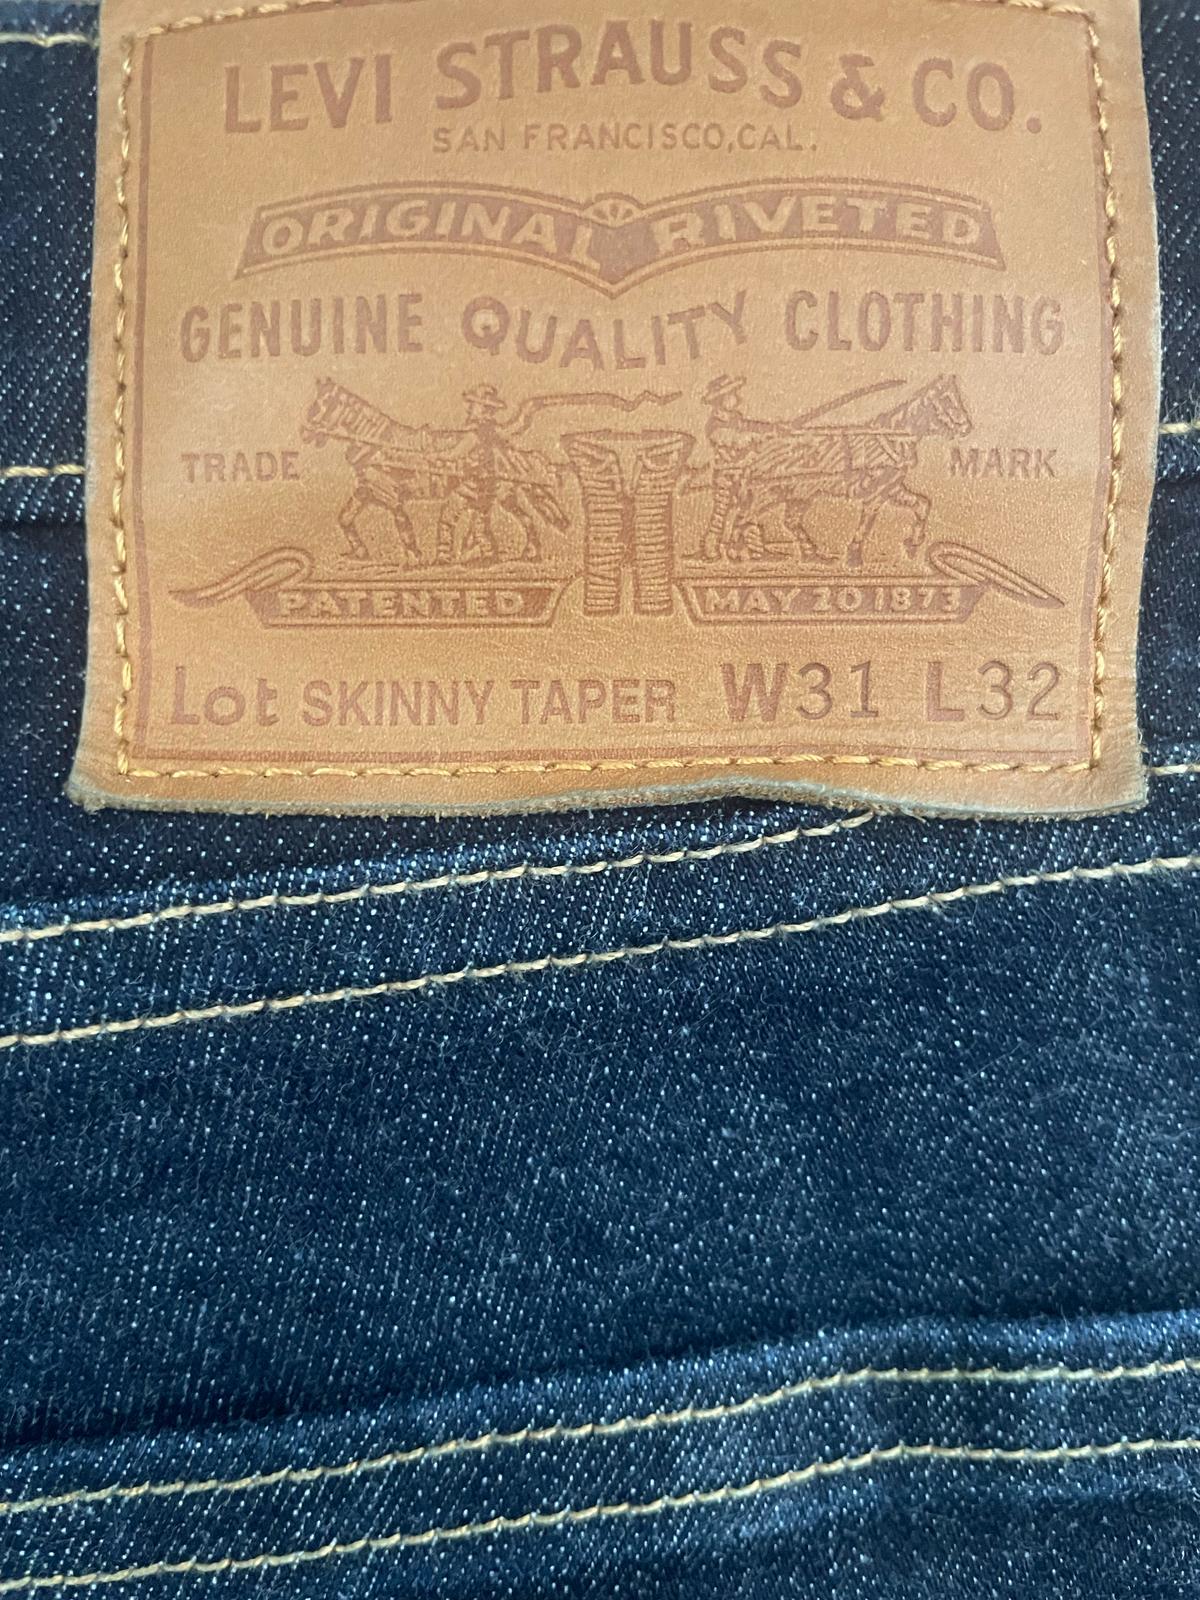 LEVI STRAUSS & CO.
SAN FRANCISCO, CAL.
ORIGINAL RIVETED
GENUINE QUALITY CLOTHING
TRADE MARK
PATENTED MAY 20 1873
Lot SKINNY TAPER W31 L32